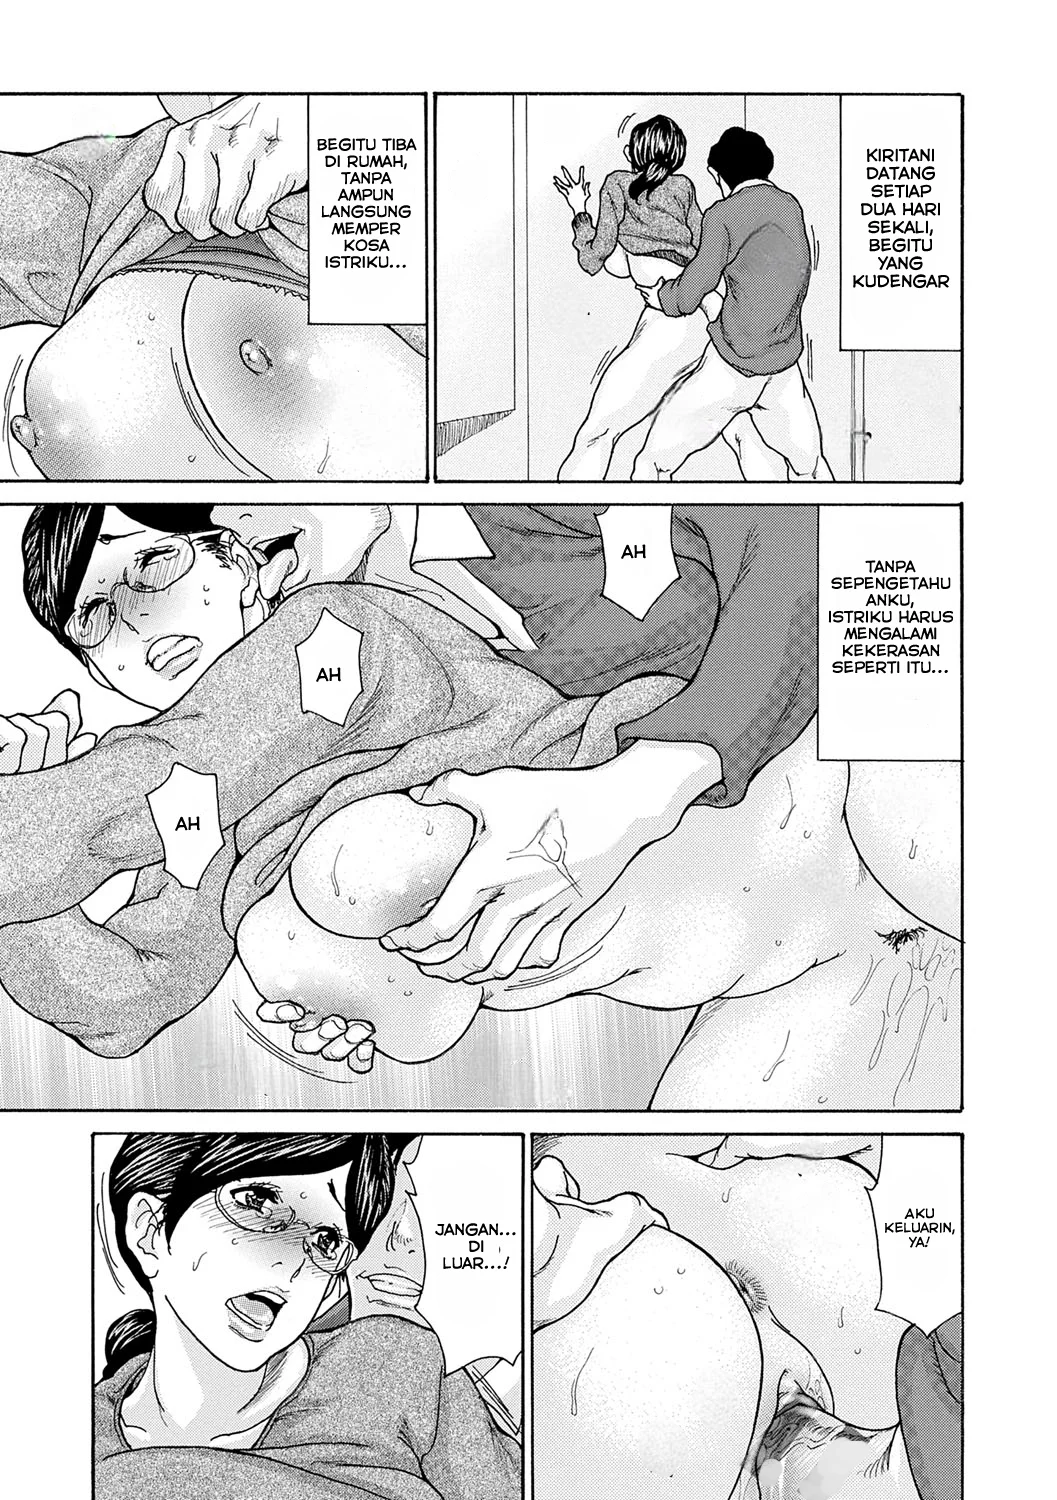 KIRITANI
DATANG
SETIAP
DUA HARI
SEKALI,
BEGITU
YANG
KUDENGAR
BEGITU TIBA
DI RUMAH,
TANPA
AMPUN
LANGSUNG
MEMPER
KOSA
ISTRIKU...
TANPA
SEPENGETAHU
ANKU,
ISTRIKU HARUS
MENGALAMI
KEKERASAN
SEPERTI ITU...
AH
AH
AH
AKU
KELUARIN,
YA!
JANGAN...
DI
LUAR...!